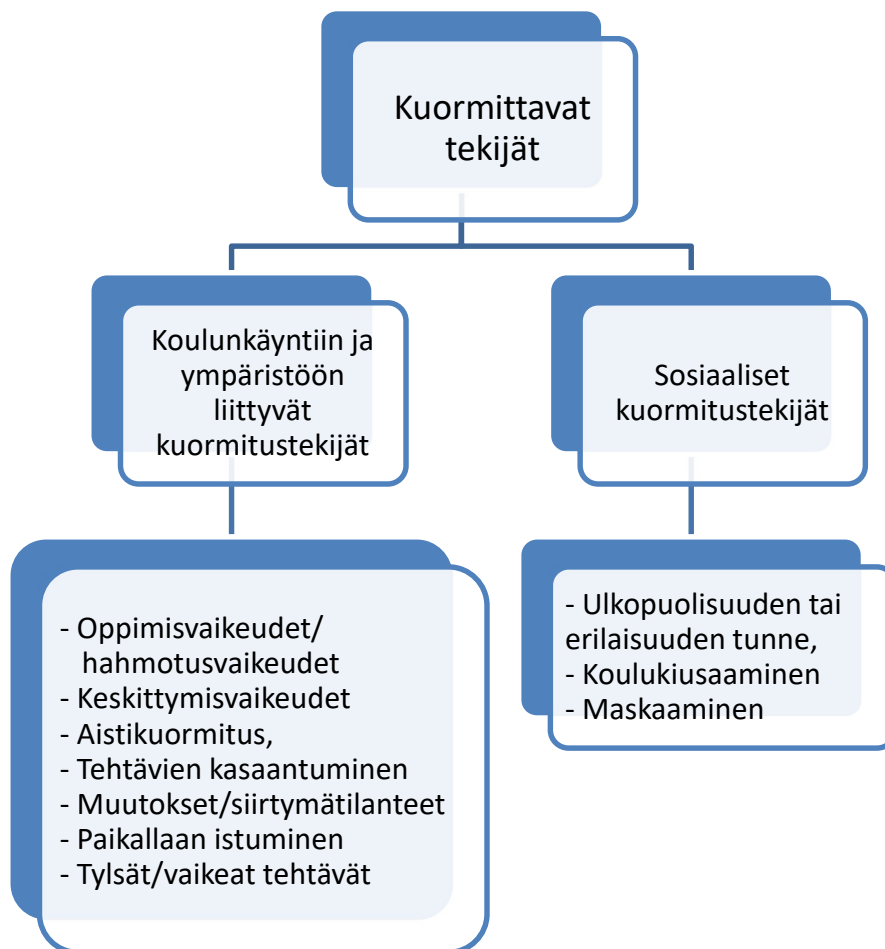 Kuormittavat
tekijät
Koulunkäyntiin ja
ympäristöön
liittyvät
kuormitustekijät
Sosiaaliset
kuormitustekijät
- Oppimisvaikeudet/
hahmotusvaikeudet
- Keskittymisvaikeudet
- Aistikuormitus,
- Tehtävien kasaantuminen
- Muutokset/siirtymätilanteet
- Paikallaan istuminen
- Tylsät/vaikeat tehtävät
- Ulkopuolisuuden tai
erilaisuuden tunne,
- Koulukiusaaminen
- Maskaaminen